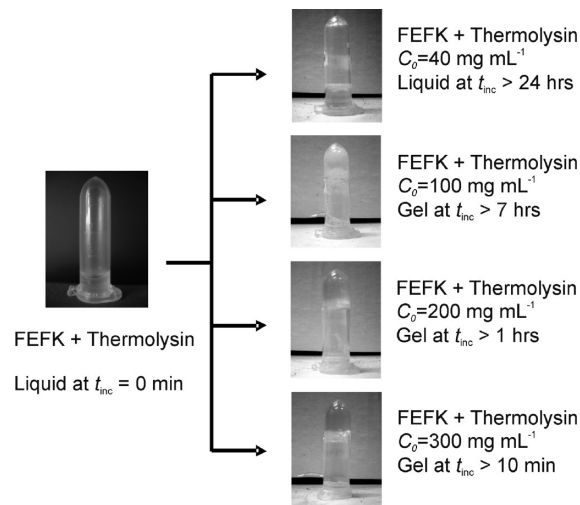 FEFK + Thermolysin
C₀=40 mg mL⁻¹
Liquid at tᵢₙc > 24 hrs
FEFK + Thermolysin
C₀=100 mg mL⁻¹
Gel at tᵢₙc > 7 hrs
FEFK + Thermolysin
C₀=200 mg mL⁻¹
Gel at tᵢₙc > 1 hrs
FEFK + Thermolysin
C₀=300 mg mL⁻¹
Gel at tᵢₙc > 10 min
FEFK + Thermolysin
Liquid at tᵢₙc = 0 min